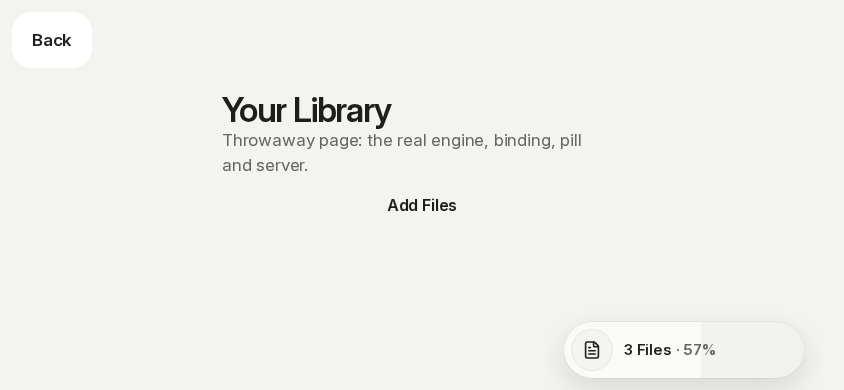 Back
Your Library
Throwaway page: the real engine, binding, pill
and server.
Add Files
3 Files · 57%